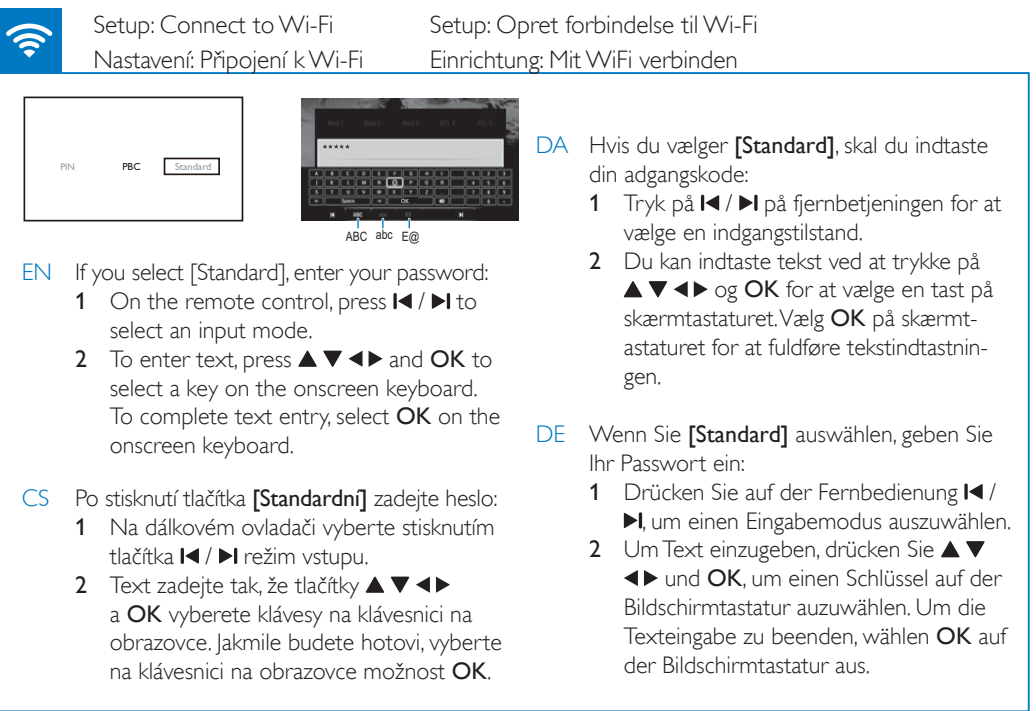 Setup: Connect to Wi-Fi
Setup: Opret forbindelse til Wi-Fi
Nastavení: Připojení k Wi-Fi
Einrichtung: Mit WiFi verbinden
PIN
PBC
Standard
*****
Space
OK
ABC abc E@
EN If you select [Standard], enter your password:
1 On the remote control, press ⏮ / ⏭ to
select an input mode.
2 To enter text, press ▲ ▼ ◀▶ and OK to
select a key on the onscreen keyboard.
To complete text entry, select OK on the
onscreen keyboard.
CS Po stisknutí tlačítka [Standardní] zadejte heslo:
1 Na dálkovém ovladači vyberte stisknutím
tlačítka ⏮ / ⏭ režim vstupu.
2 Text zadejte tak, že tlačítky ▲ ▼ ◀▶
a OK vyberete klávesy na klávesnici na
obrazovce. Jakmile budete hotovi, vyberte
na klávesnici na obrazovce možnost OK.
DA Hvis du vælger [Standard], skal du indtaste
din adgangskode:
1 Tryk på ⏮ / ⏭ på fjernbetjeningen for at
vælge en indgangstilstand.
2 Du kan indtaste tekst ved at trykke på
▲ ▼ ◀▶ og OK for at vælge en tast på
skærmtastaturet. Vælg OK på skærmt-
astaturet for at fuldføre tekstindtastnin-
gen.
DE Wenn Sie [Standard] auswählen, geben Sie
Ihr Passwort ein:
1 Drücken Sie auf der Fernbedienung ⏮ /
⏭, um einen Eingabemodus auszuwählen.
2 Um Text einzugeben, drücken Sie ▲ ▼
◀▶ und OK, um einen Schlüssel auf der
Bildschirmtastatur auzuwählen. Um die
Texteingabe zu beenden, wählen OK auf
der Bildschirmtastatur aus.